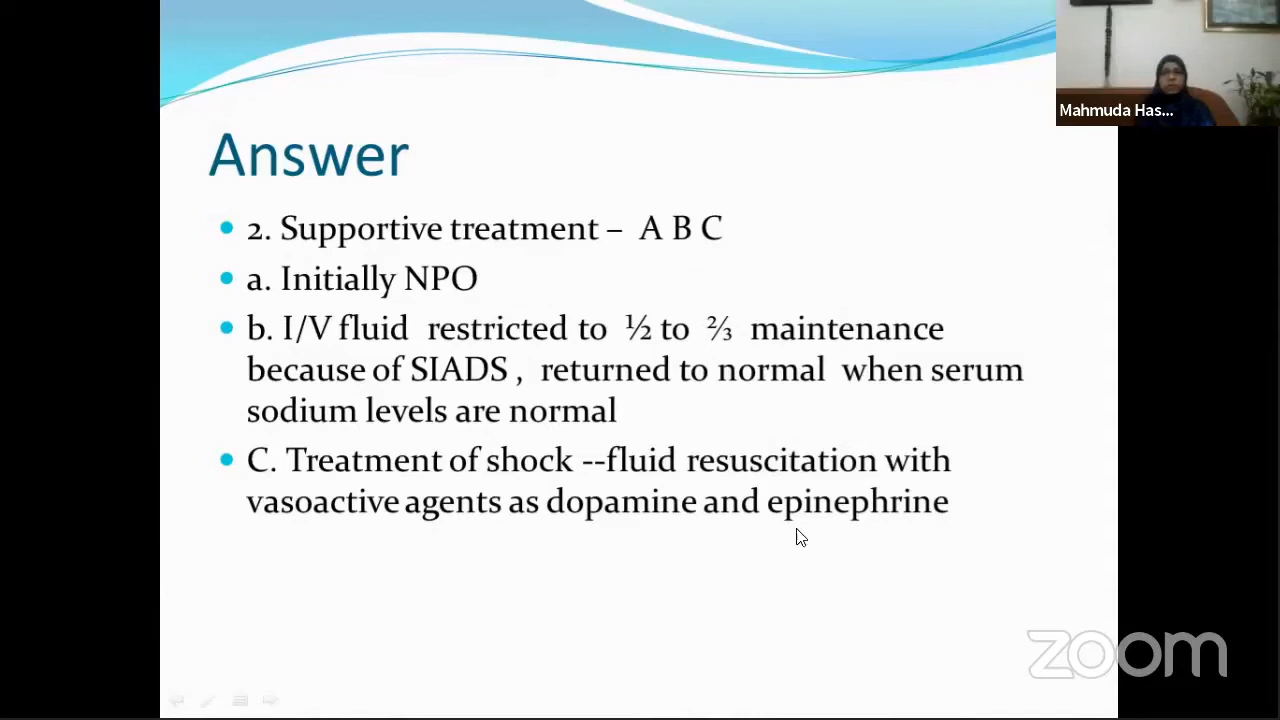 Mahmuda Has...
Answer
2. Supportive treatment – A B C
a. Initially NPO
b. I/V fluid restricted to ½ to ⅔ maintenance
because of SIADS , returned to normal when serum
sodium levels are normal
C. Treatment of shock --fluid resuscitation with
vasoactive agents as dopamine and epinephrine
zoom